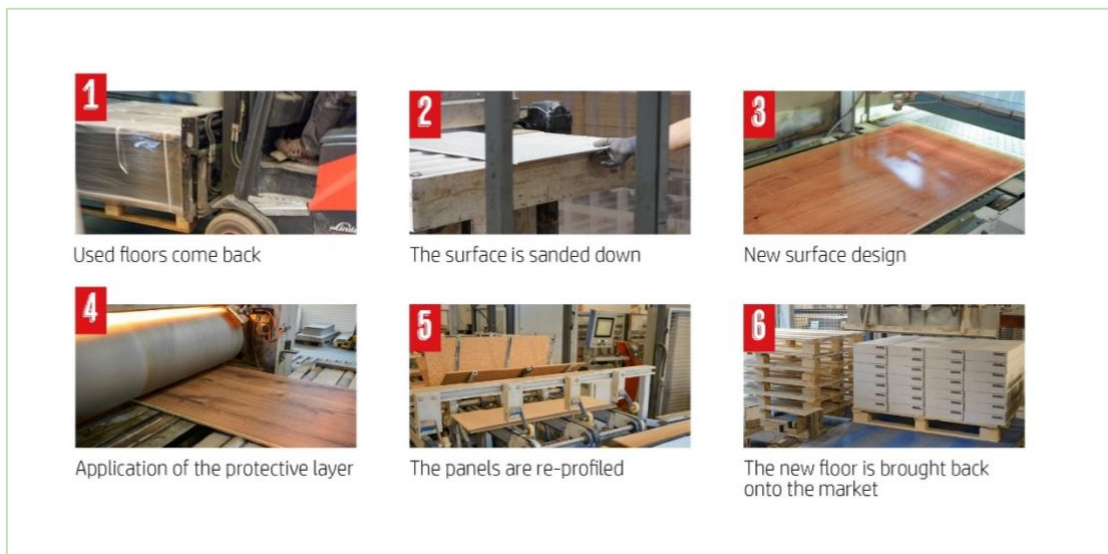 1
2
3
Linde
Used floors come back
The surface is sanded down
New surface design
4
5
6
Application of the protective layer
The panels are re-profiled
The new floor is brought back
onto the market